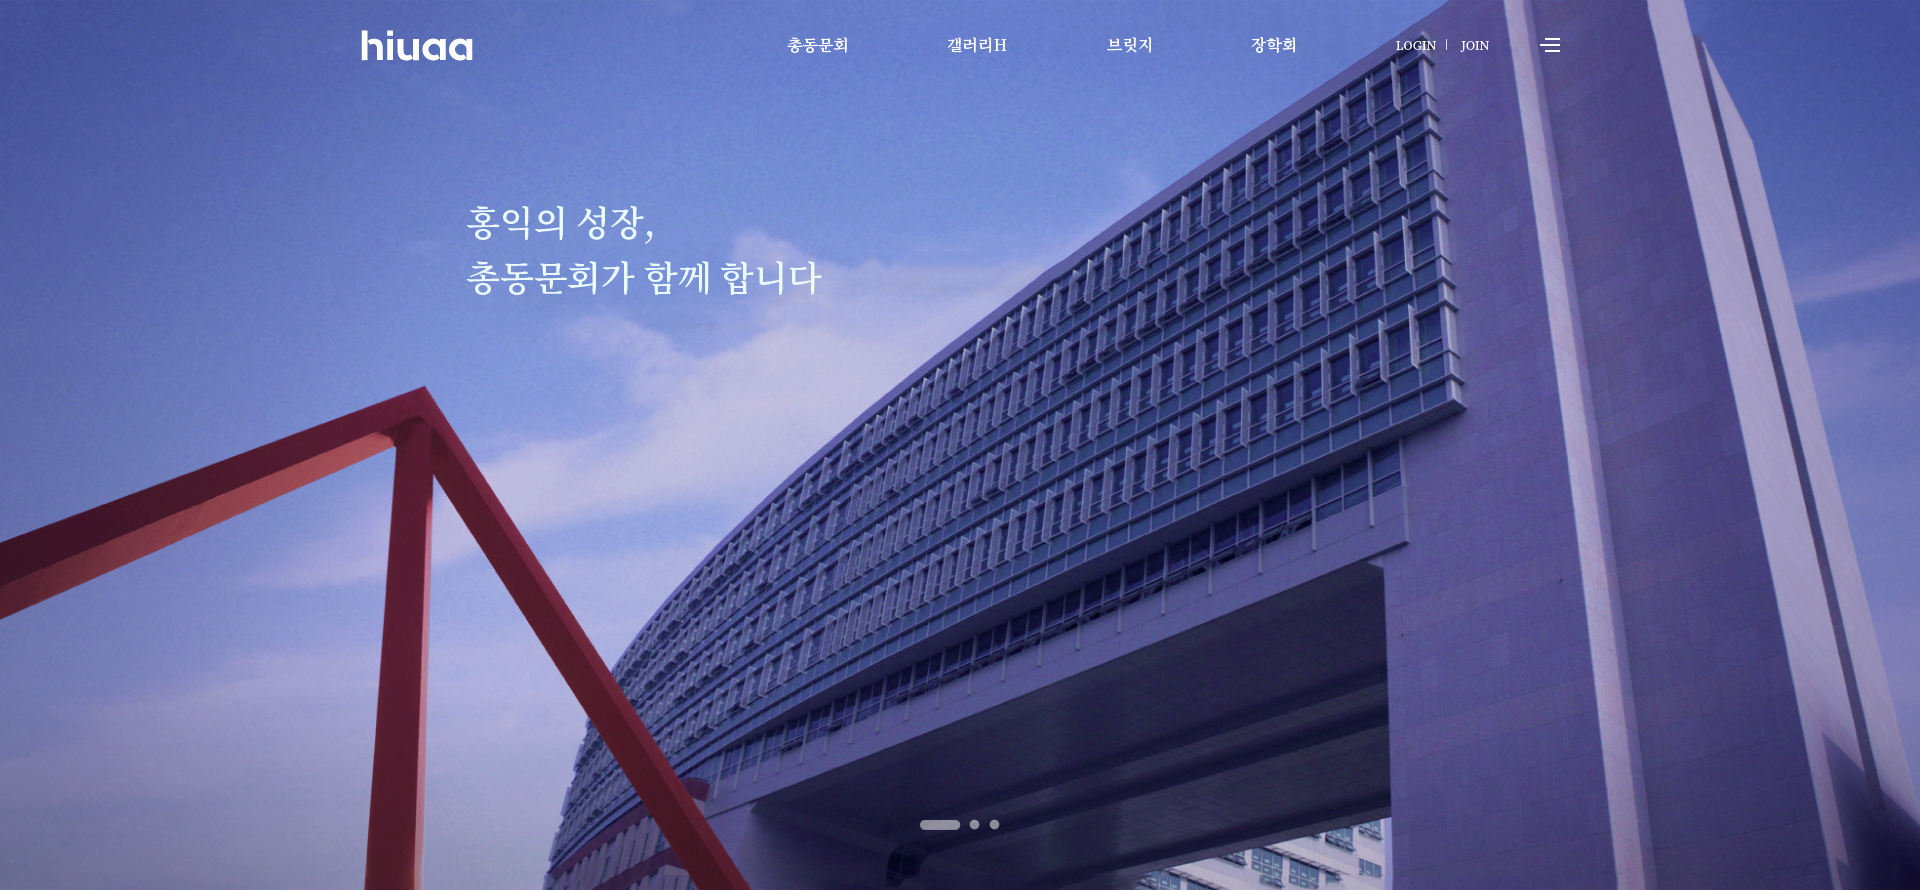 hiuaa
총동문회
갤러리H
브릿지
장학회
LOGIN
JOIN
홍익의 성장,
총동문회가 함께 합니다